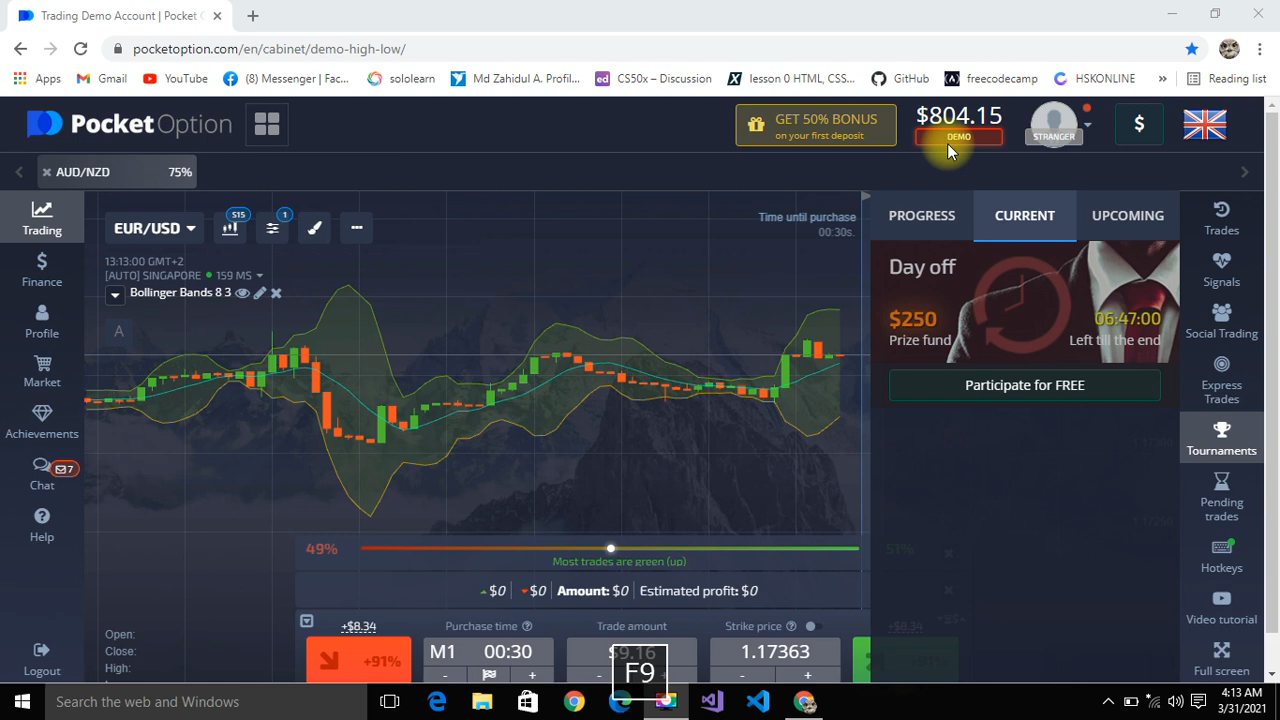 Trading Demo Account | Pocket O
pocketoption.com/en/cabinet/demo-high-low/
Apps
Gmail
YouTube
(8) Messenger | Fac...
sololearn
Md Zahidul A. Profil...
CS50x – Discussion
lesson 0 HTML, CSS...
GitHub
freecodecamp
HSKONLINE
»
Reading list
PocketOption
GET 50% BONUS
on your first deposit
$804.15
DEMO
STRANGER
$
AUD/NZD 75%
Trading
Finance
Profile
Market
Achievements
7
Chat
Help
Logout
EUR/USD
S15
1
13:13:00 GMT+2
[AUTO] SINGAPORE 159 MS
Bollinger Bands 8 3
A
Time until purchase
00:30s.
PROGRESS
CURRENT
UPCOMING
Day off
$250
Prize fund
06:47:00
Left till the end
Participate for FREE
Trades
Signals
Social Trading
Express
Trades
Tournaments
Pending
trades
Hotkeys
Video tutorial
Full screen
49%
Most trades are green (up)
51%
$0 $0 Amount: $0 Estimated profit: $0
+$8.34
Purchase time
Trade amount
Strike price
+$8.34
+91%
M1 00:30
$9.16
1.17363
+91%
- +
-
- +
Open:
Close:
High:
F9
Search the web and Windows
4:13 AM
3/31/2021